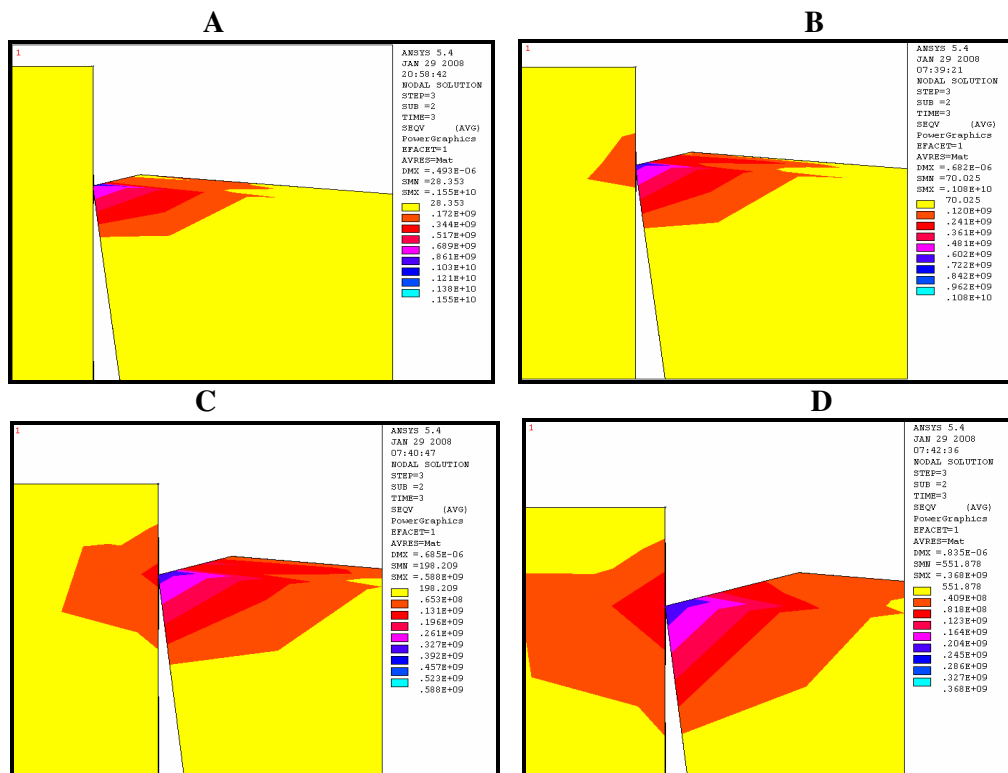 A
1
ANSYS 5.4
JAN 29 2008
20:58:42
NODAL SOLUTION
STEP=3
SUB =2
TIME=3
SEQV (AVG)
PowerGraphics
EFACET=1
AVRES=Mat
DMX =.493E-06
SMN =28.353
SMX =.155E+10
28.353
.172E+09
.344E+09
.517E+09
.689E+09
.861E+09
.103E+10
.121E+10
.138E+10
.155E+10
B
1
ANSYS 5.4
JAN 29 2008
07:39:21
NODAL SOLUTION
STEP=3
SUB =2
TIME=3
SEQV (AVG)
PowerGraphics
EFACET=1
AVRES=Mat
DMX =.682E-06
SMN =70.025
SMX =.108E+10
70.025
.120E+09
.241E+09
.361E+09
.481E+09
.602E+09
.722E+09
.842E+09
.962E+09
.108E+10
C
1
ANSYS 5.4
JAN 29 2008
07:40:47
NODAL SOLUTION
STEP=3
SUB =2
TIME=3
SEQV (AVG)
PowerGraphics
EFACET=1
AVRES=Mat
DMX =.685E-06
SMN =198.209
SMX =.588E+09
198.209
.653E+08
.131E+09
.196E+09
.261E+09
.327E+09
.392E+09
.457E+09
.523E+09
.588E+09
D
1
ANSYS 5.4
JAN 29 2008
07:42:36
NODAL SOLUTION
STEP=3
SUB =2
TIME=3
SEQV (AVG)
PowerGraphics
EFACET=1
AVRES=Mat
DMX =.835E-06
SMN =551.878
SMX =.368E+09
551.878
.409E+08
.818E+08
.123E+09
.164E+09
.204E+09
.245E+09
.286E+09
.327E+09
.368E+09